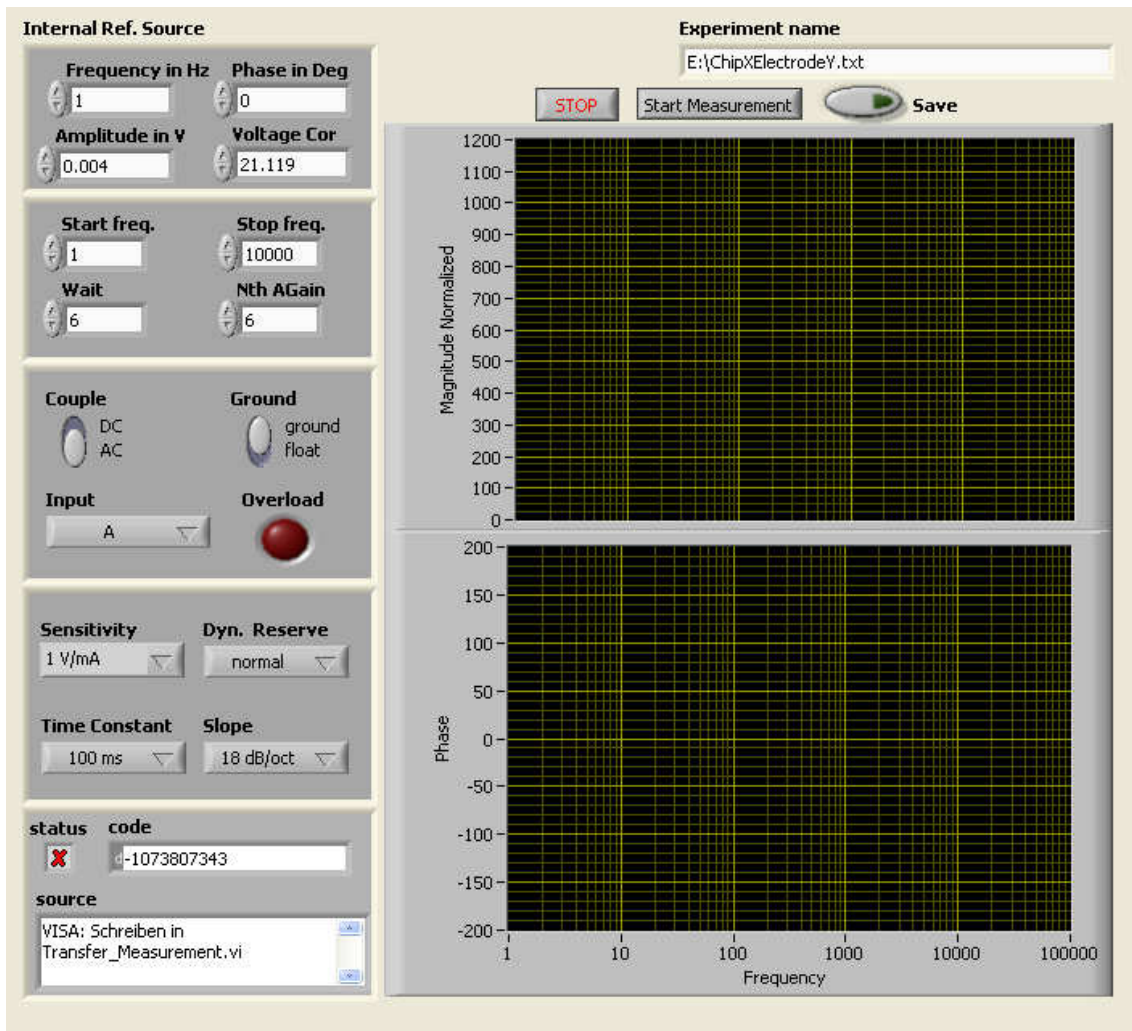 Internal Ref. Source
Frequency in Hz
1
Phase in Deg
0
Amplitude in V
0.004
Voltage Cor
21.119
Start freq.
1
Stop freq.
10000
Wait
6
Nth AGain
6
Couple
DC
AC
Ground
ground
float
Input
A
Overload
Sensitivity
1 V/mA
Dyn. Reserve
normal
Time Constant
100 ms
Slope
18 dB/oct
status
code
d -1073807343
source
VISA: Schreiben in
Transfer_Measurement.vi
Experiment name
E:\ChipXElectrodeY.txt
STOP
Start Measurement
Save
Magnitude Normalized
1200
1100
1000
900
800
700
600
500
400
300
200
100
0
Phase
200
150
100
50
0
-50
-100
-150
-200
1 10 100 1000 10000 100000
Frequency